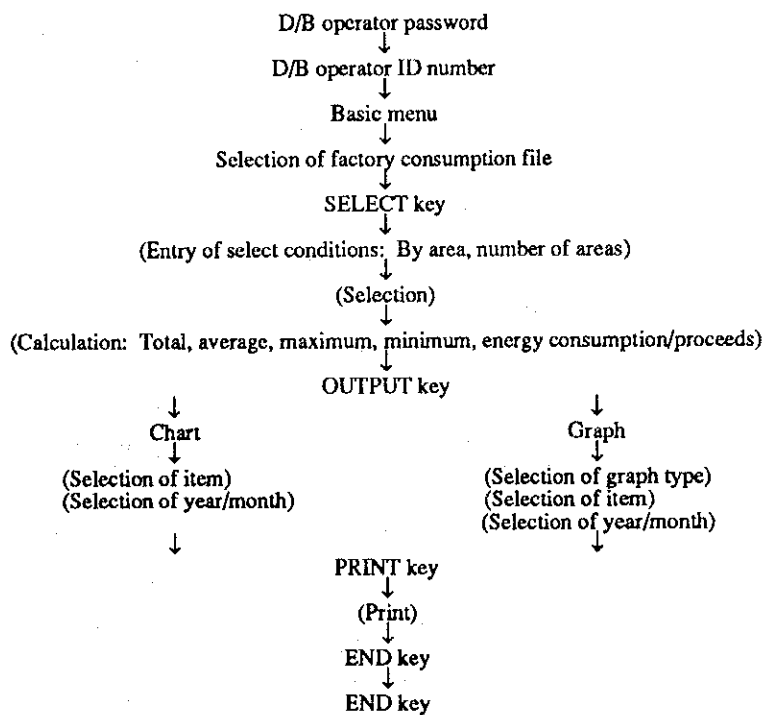 D/B operator password
↓
D/B operator ID number
↓
Basic menu
↓
Selection of factory consumption file
↓
SELECT key
↓
(Entry of select conditions: By area, number of areas)
↓
(Selection)
↓
(Calculation: Total, average, maximum, minimum, energy consumption/proceeds)
↓
OUTPUT key
↓ ↓
Chart Graph
↓ ↓
(Selection of item) (Selection of graph type)
(Selection of year/month) (Selection of item)
(Selection of year/month)
↓ ↓
PRINT key
↓
(Print)
↓
END key
↓
END key